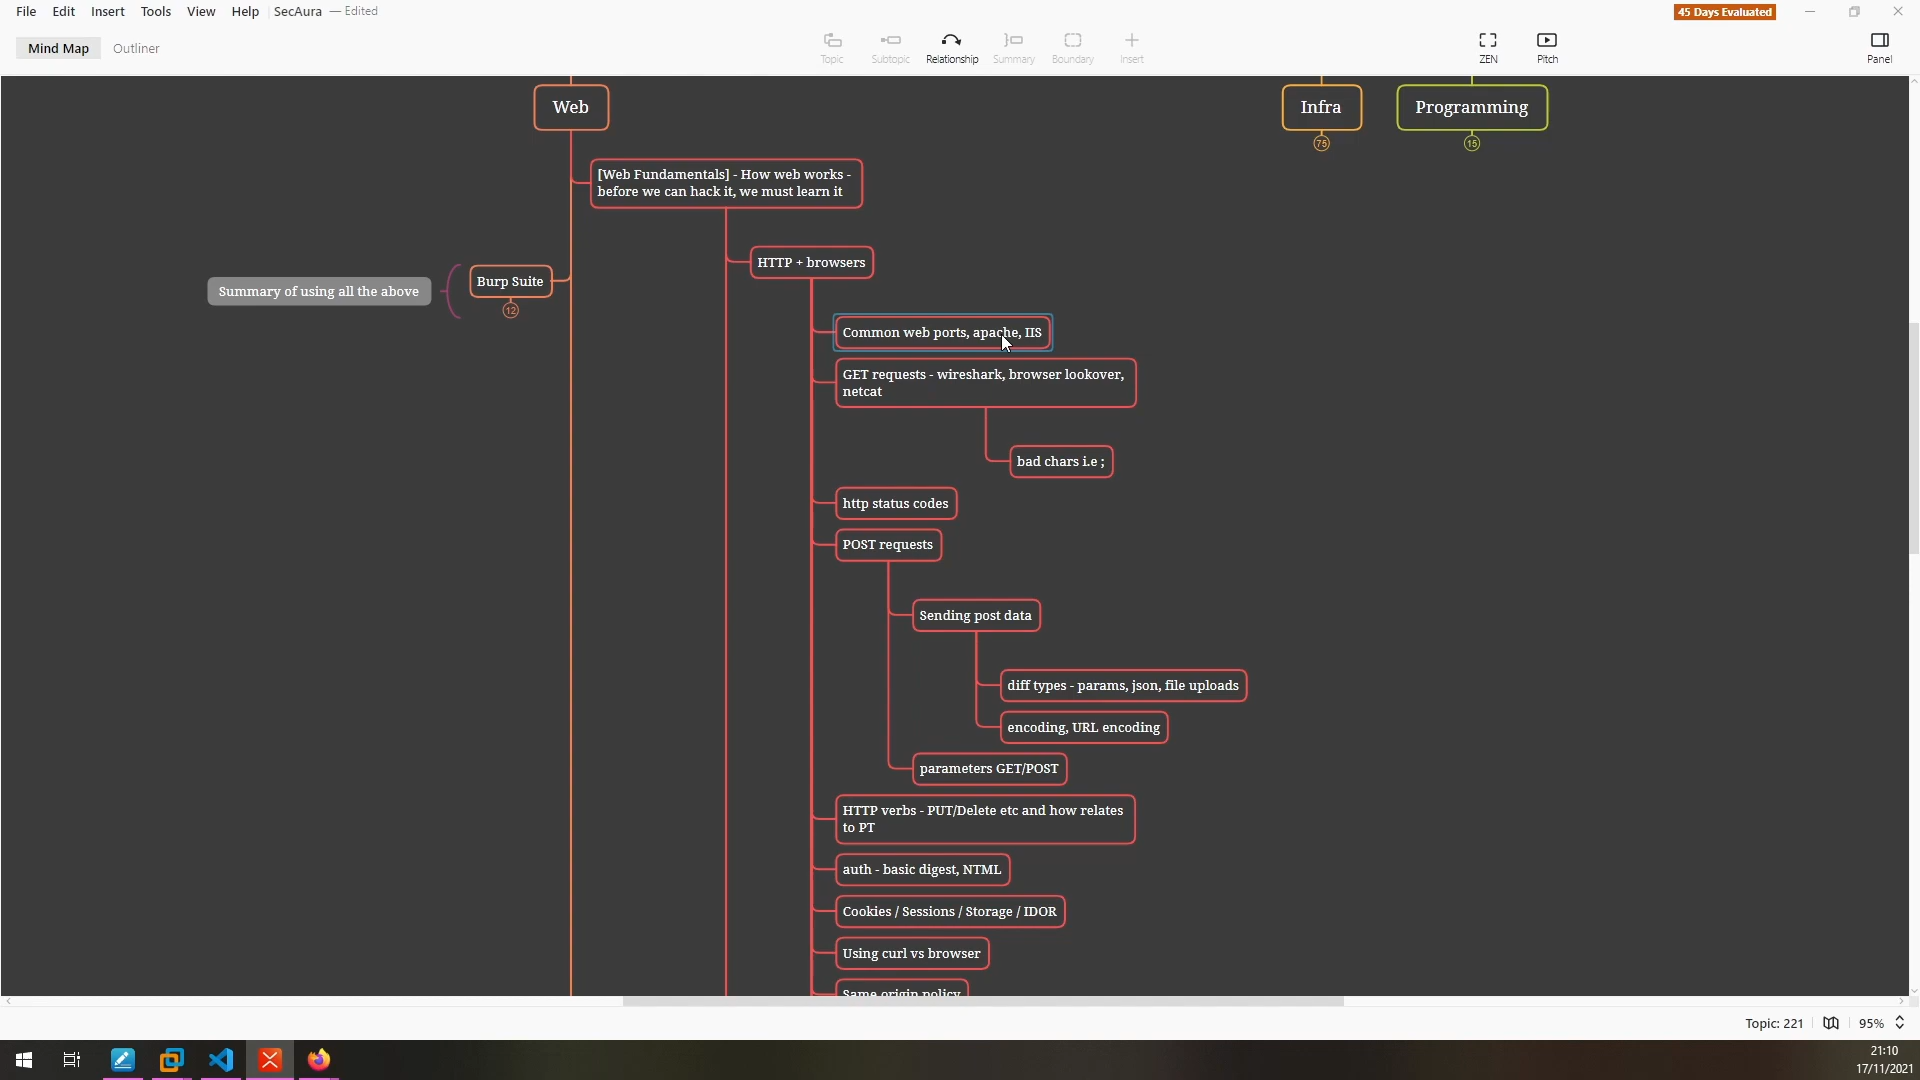 File Edit Insert Tools View Help SecAura — Edited
45 Days Evaluated
Mind Map Outliner
Topic Subtopic Relationship Summary Boundary Insert
ZEN Pitch Panel
Web
Infra
Programming
75
15
[Web Fundamentals] - How web works -
before we can hack it, we must learn it
HTTP + browsers
Summary of using all the above
Burp Suite
12
Common web ports, apache, IIS
GET requests - wireshark, browser lookover,
netcat
bad chars i.e ;
http status codes
POST requests
Sending post data
diff types - params, json, file uploads
encoding, URL encoding
parameters GET/POST
HTTP verbs - PUT/Delete etc and how relates
to PT
auth - basic digest, NTML
Cookies / Sessions / Storage / IDOR
Using curl vs browser
Same origin policy
Topic: 221 95%
21:10
17/11/2021